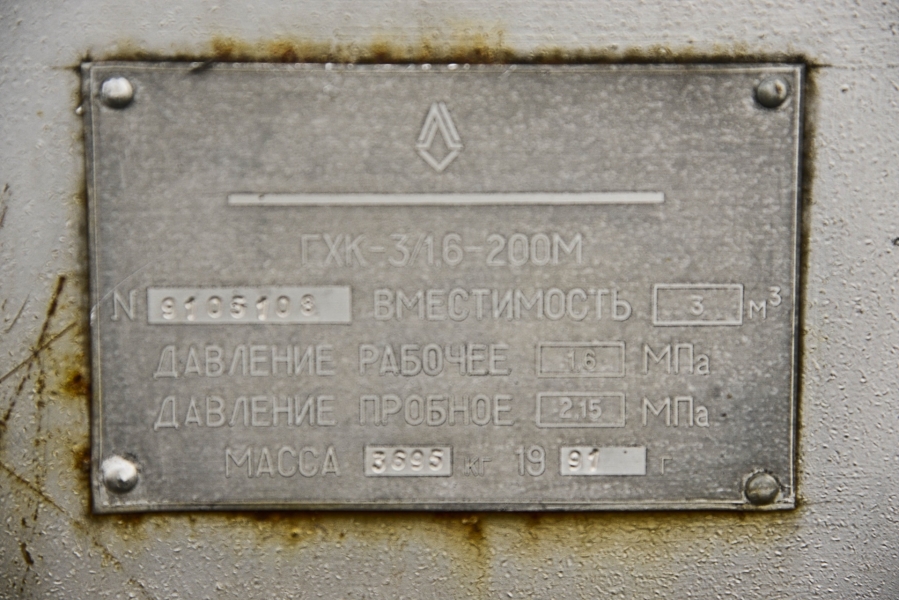 ГХК-3/1.6-200М
N 9105108 ВМЕСТИМОСТЬ 3 м³
ДАВЛЕНИЕ РАБОЧЕЕ 1.6 МПа
ДАВЛЕНИЕ ПРОБНОЕ 2.15 МПа
МАССА 3695 кг 19 91 г